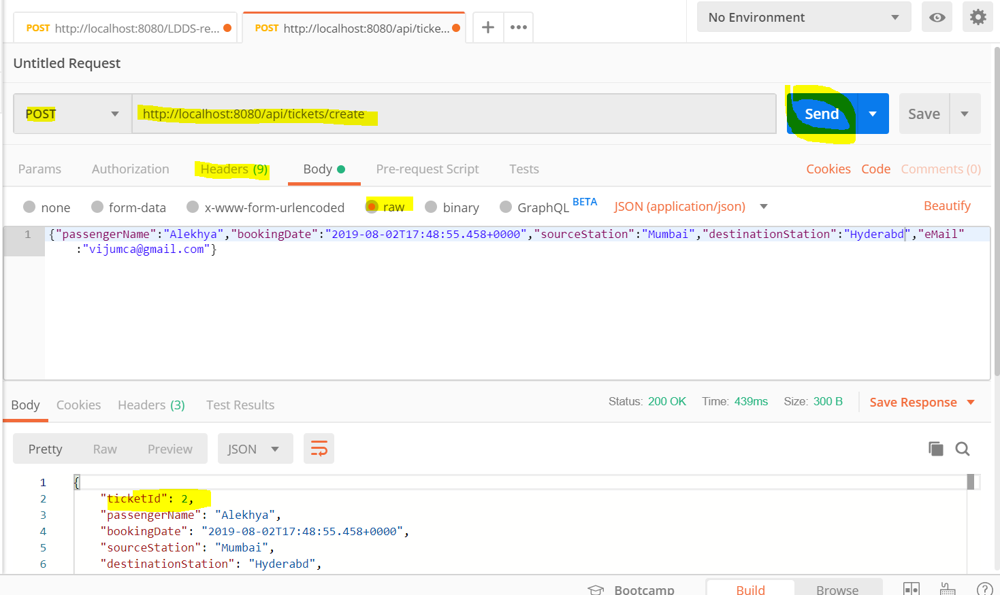 POST http://localhost:8080/LDDS-re... POST http://localhost:8080/api/ticke... No Environment
Untitled Request
POST http://localhost:8080/api/tickets/create Send Save
Params Authorization Headers (9) Body Pre-request Script Tests Cookies Code Comments (0)
none form-data x-www-form-urlencoded raw binary GraphQL BETA JSON (application/json) Beautify
1 {"passengerName":"Alekhya","bookingDate":"2019-08-02T17:48:55.458+0000","sourceStation":"Mumbai","destinationStation":"Hyderabd","eMail"
:"vijumca@gmail.com"}
Body Cookies Headers (3) Test Results Status: 200 OK Time: 439ms Size: 300 B Save Response
Pretty Raw Preview JSON
1 {
2 "ticketId": 2,
3 "passengerName": "Alekhya",
4 "bookingDate": "2019-08-02T17:48:55.458+0000",
5 "sourceStation": "Mumbai",
6 "destinationStation": "Hyderabd",
Bootcamp Build Browse